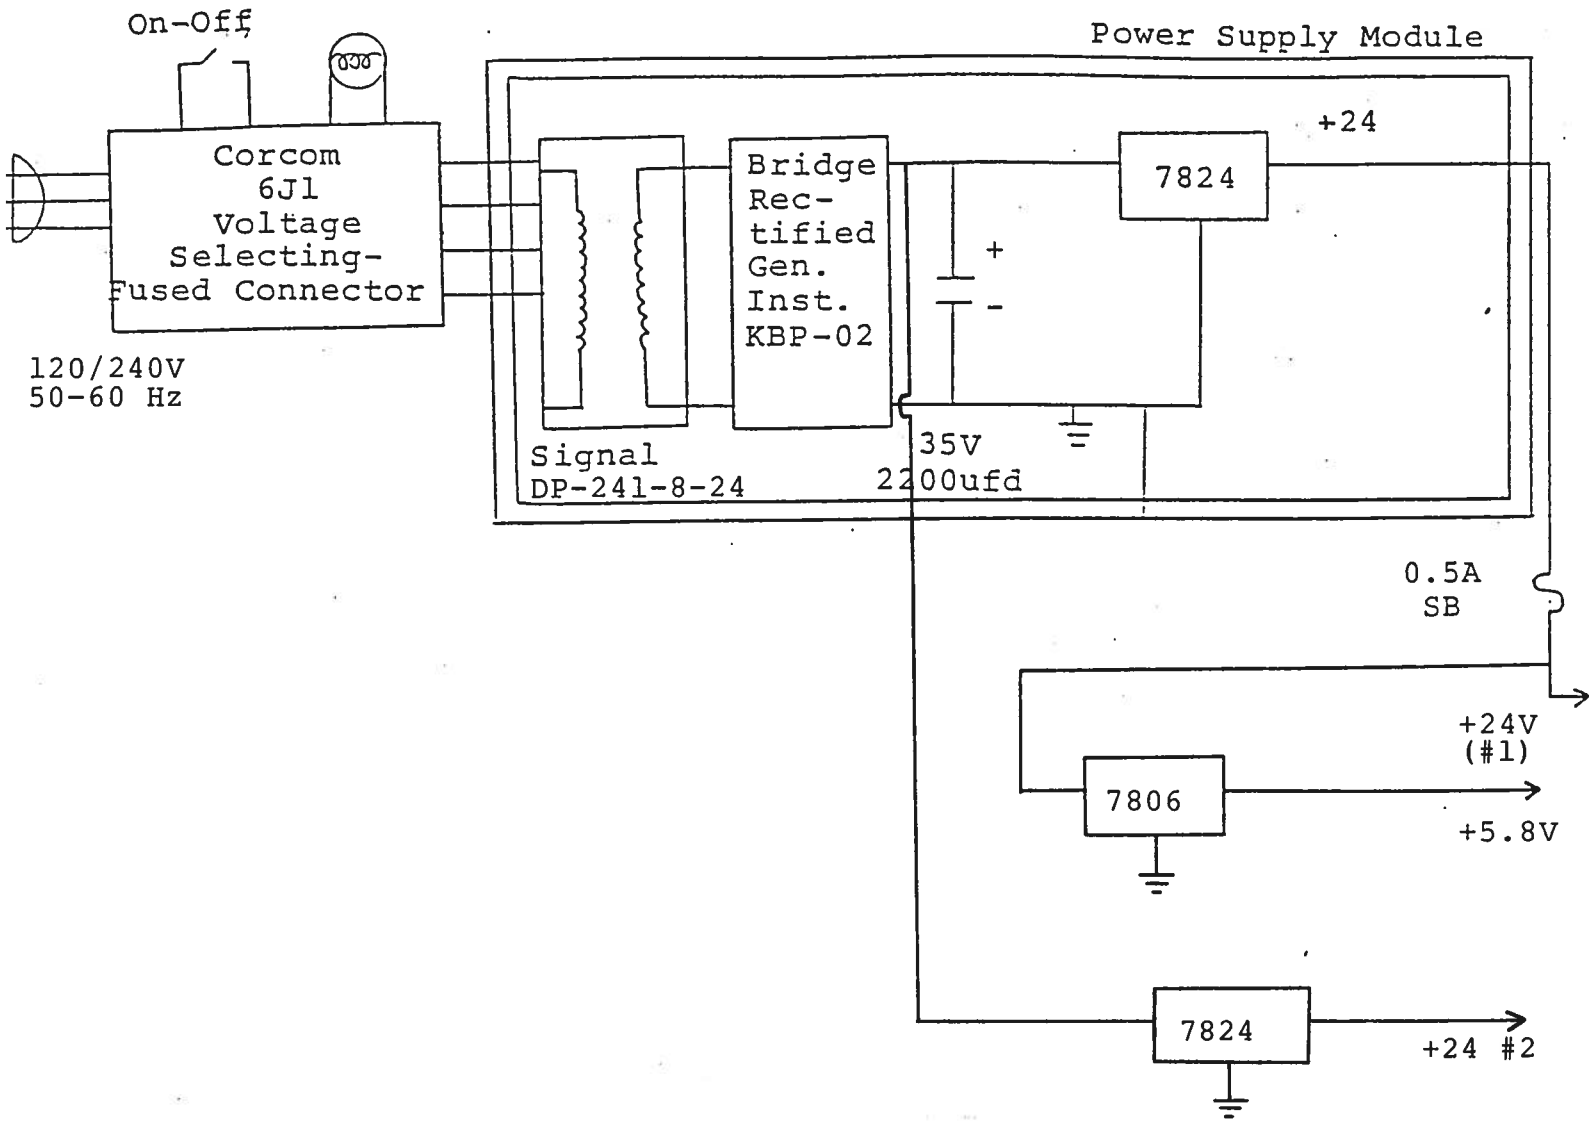 On-Off
Power Supply Module
Corcom
6J1
Voltage
Selecting-
Fused Connector
120/240V
50-60 Hz
Signal
DP-241-8-24
Bridge
Rec-
tified
Gen.
Inst.
KBP-02
+
-
35V
2200ufd
7824
+24
0.5A
SB
+24V
(#1)
7806
+5.8V
7824
+24 #2